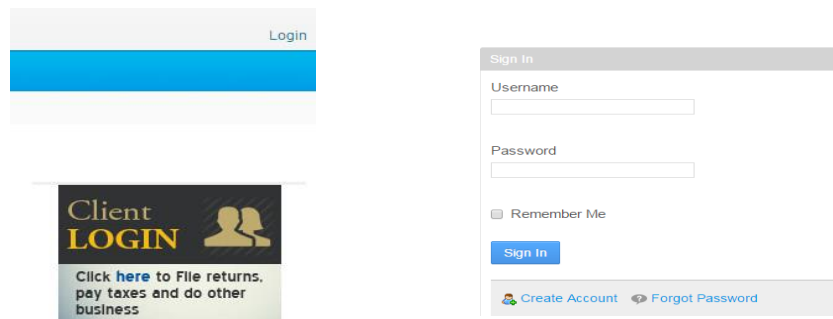 Login
Client
LOGIN
Click here to File returns,
pay taxes and do other
business
Sign In
Username
Password
Remember Me
Sign In
Create Account Forgot Password